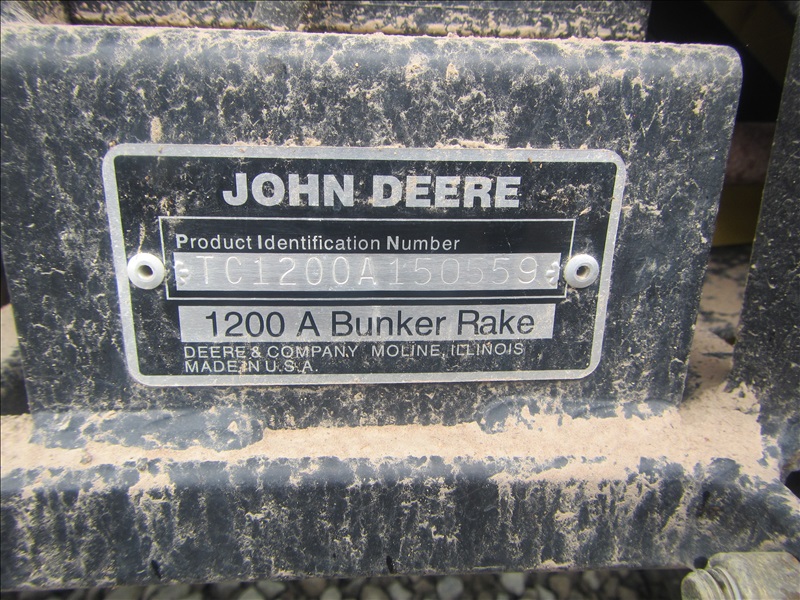 JOHN DEERE
Product Identification Number
*TC1200A150559*
1200 A Bunker Rake
DEERE & COMPANY MOLINE, ILLINOIS
MADE IN U.S.A.